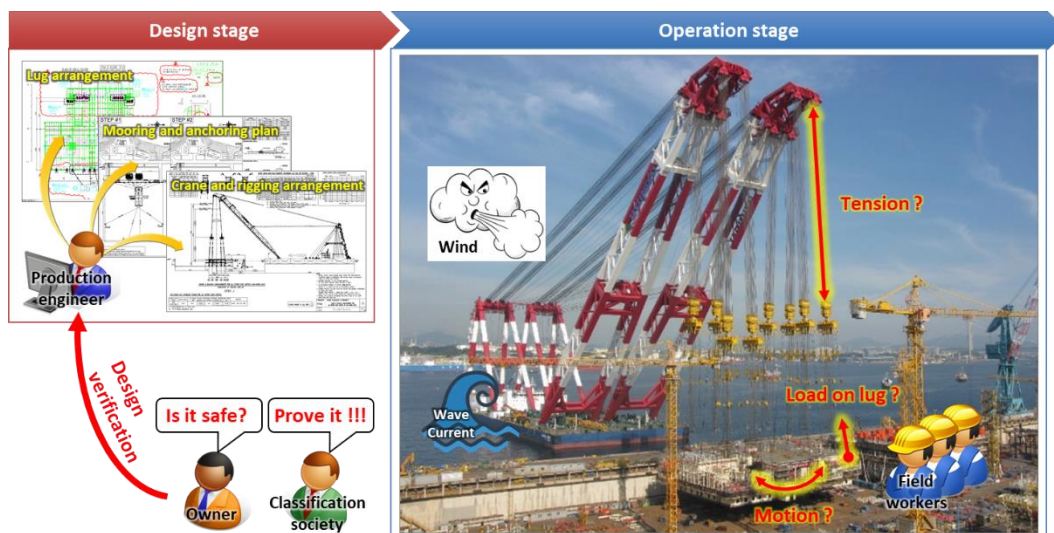 Design stage
Operation stage
Lug arrangement
STEP #1
STEP #2
Mooring and anchoring plan
Crane and rigging arrangement
Production
engineer
Design
verification
Is it safe?
Prove it !!!
Owner
Classification
society
Wind
Tension ?
Wave
Current
Load on lug ?
Motion ?
Field
workers